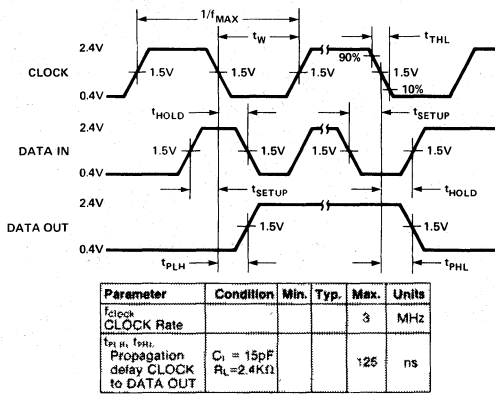 1/fMAX
tW
tTHL
2.4V
90%
CLOCK
1.5V
1.5V
1.5V
1.5V
10%
0.4V
tHOLD
tSETUP
2.4V
DATA IN
1.5V
1.5V
1.5V
1.5V
0.4V
tSETUP
tHOLD
2.4V
DATA OUT
1.5V
1.5V
0.4V
tPLH
tPHL
Parameter Condition Min. Typ. Max. Units
fclock
CLOCK Rate 3 MHz
tPLH, tPHL
Propagation
delay CLOCK
to DATA OUT
CL = 15pF
RL=2.4KΩ
125 ns